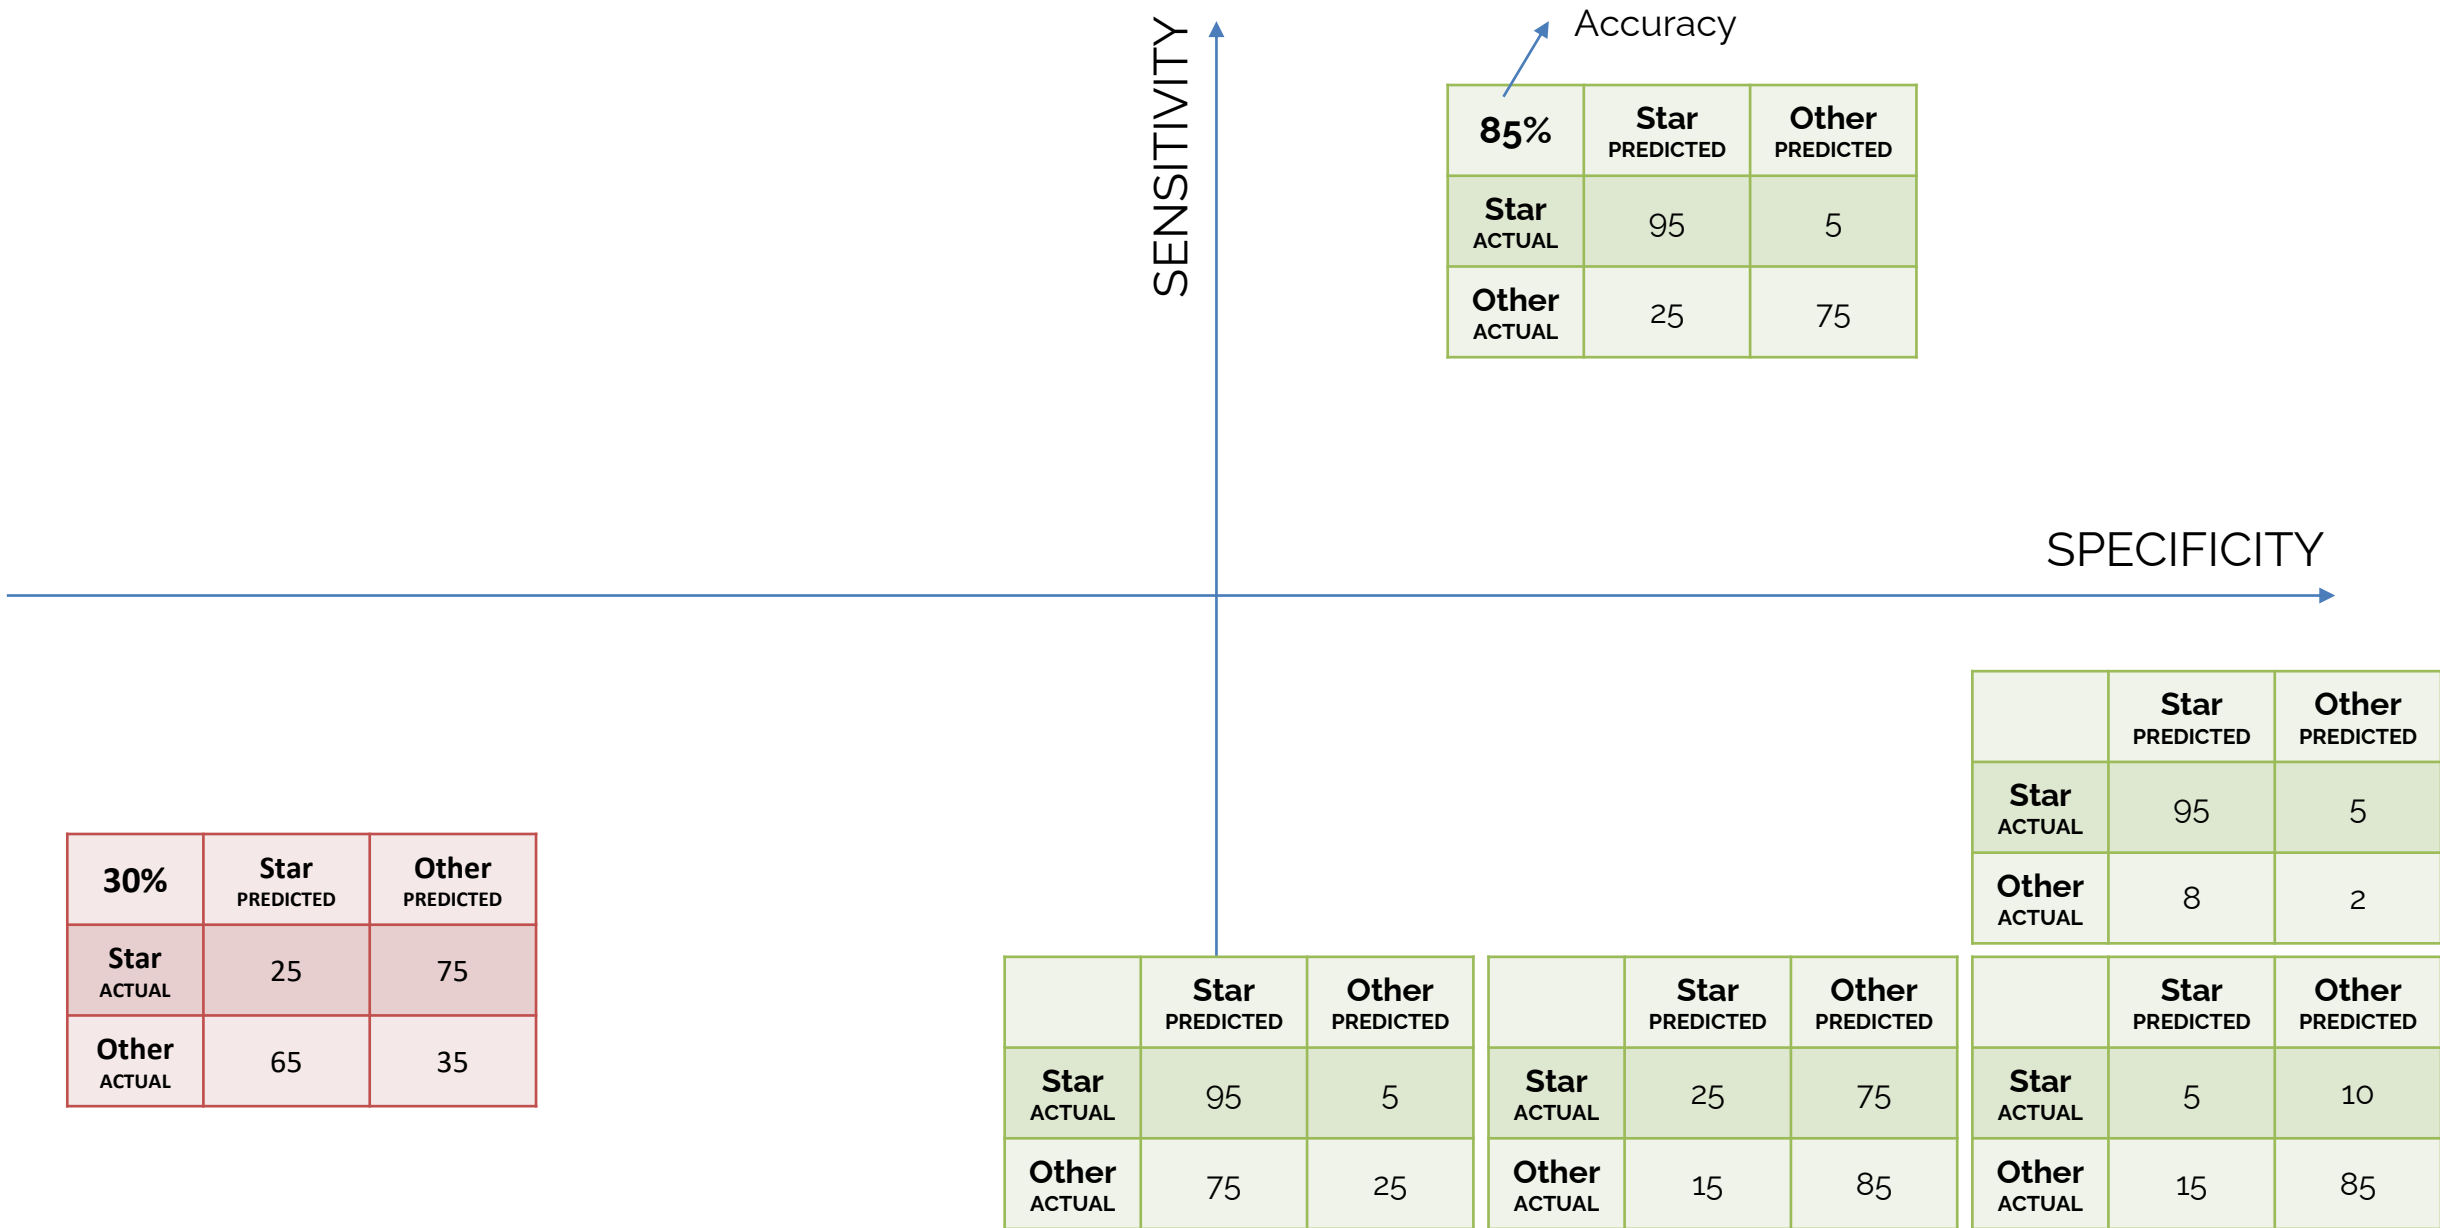 Accuracy
SENSITIVITY
85% Star PREDICTED Other PREDICTED
Star ACTUAL 95 5
Other ACTUAL 25 75
SPECIFICITY
Star PREDICTED Other PREDICTED
Star ACTUAL 95 5
Other ACTUAL 8 2
30% Star PREDICTED Other PREDICTED
Star ACTUAL 25 75
Other ACTUAL 65 35
Star PREDICTED Other PREDICTED
Star ACTUAL 95 5
Other ACTUAL 75 25
Star PREDICTED Other PREDICTED
Star ACTUAL 25 75
Other ACTUAL 15 85
Star PREDICTED Other PREDICTED
Star ACTUAL 5 10
Other ACTUAL 15 85